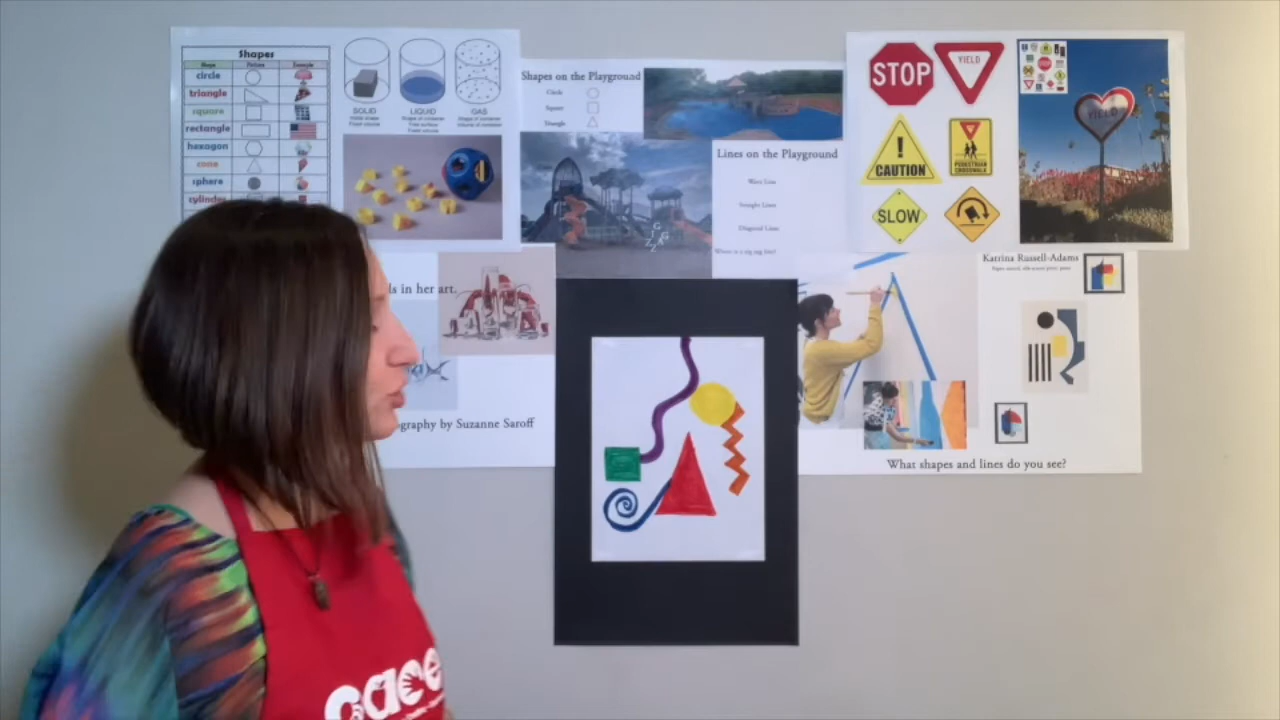 Shapes
circle
triangle
square
rectangle
hexagon
cone
sphere
cylinder
SOLID
LIQUID
GAS
Shapes on the Playground
Circle
Square
Triangle
ZIG ZAG
Lines on the Playground
Wavy Line
Straight Lines
Diagonal Lines
Where is a zig zag line?
STOP
YIELD
CAUTION
PEDESTRIAN
CROSSWALK
SLOW
YIELD
ls in her art.
ography by Suzanne Saroff
Katrina Russell-Adams
What shapes and lines do you see?
eace